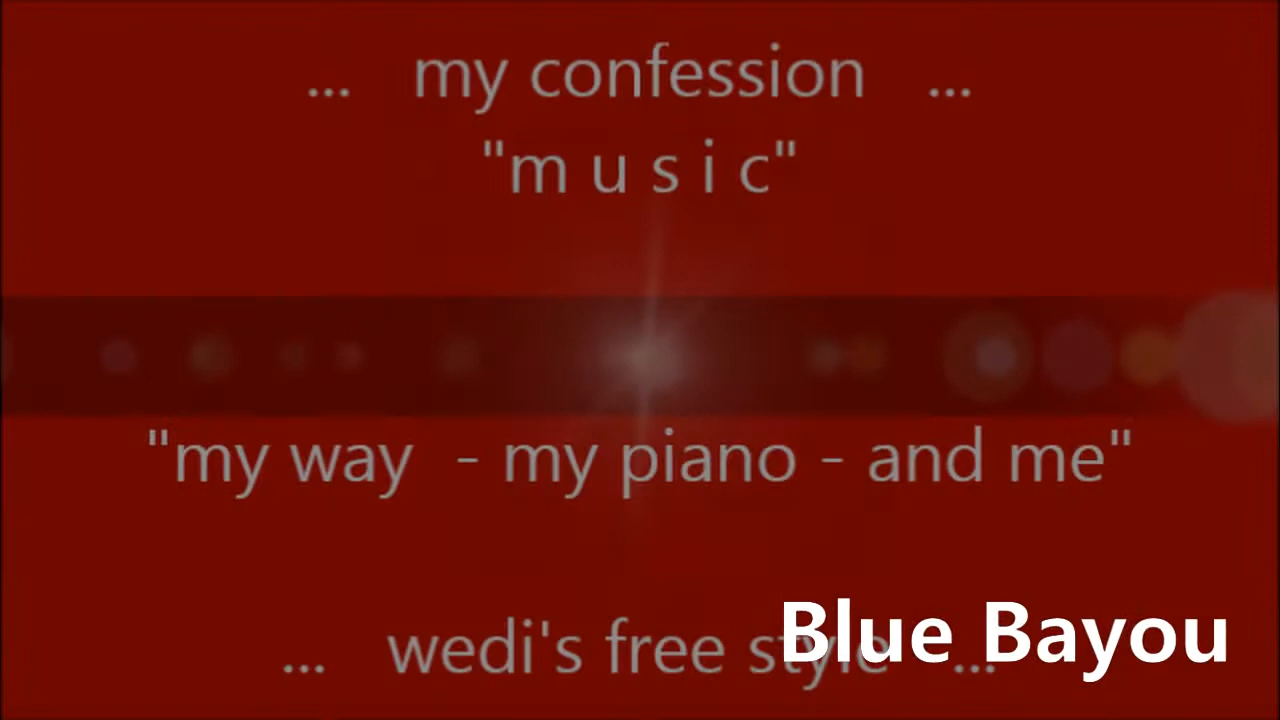 ... my confession ...
"m u s i c"
"my way - my piano - and me"
... wedi's free style ...
Blue Bayou